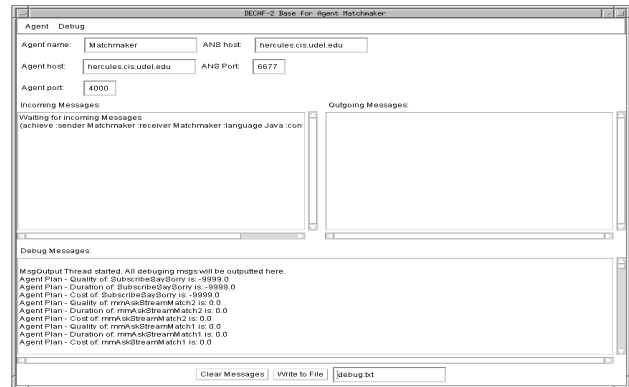 DECAF-2 Base For Agent Matchmaker
Agent Debug
Agent name: Matchmaker ANS host: hercules.cis.udel.edu
Agent host: hercules.cis.udel.edu ANS Port: 6677
Agent port: 4000
Incoming Messages: Outgoing Messages:
Waiting for incoming Messages
(achieve :sender Matchmaker :receiver Matchmaker :language Java :con
Debug Messages:
MsgOutput Thread started. All debuging msgs will be outputted here.
Agent Plan - Quality of: SubscribeSaySorry is: -9999.0
Agent Plan - Duration of: SubscribeSaySorry is: -9999.0
Agent Plan - Cost of: SubscribeSaySorry is: -9999.0
Agent Plan - Quality of: mmAskStreamMatch2 is: 0.0
Agent Plan - Duration of: mmAskStreamMatch2 is: 0.0
Agent Plan - Cost of: mmAskStreamMatch2 is: 0.0
Agent Plan - Quality of: mmAskStreamMatch1 is: 0.0
Agent Plan - Duration of: mmAskStreamMatch1 is: 0.0
Agent Plan - Cost of: mmAskStreamMatch1 is: 0.0
Clear Messages Write to File debug.txt